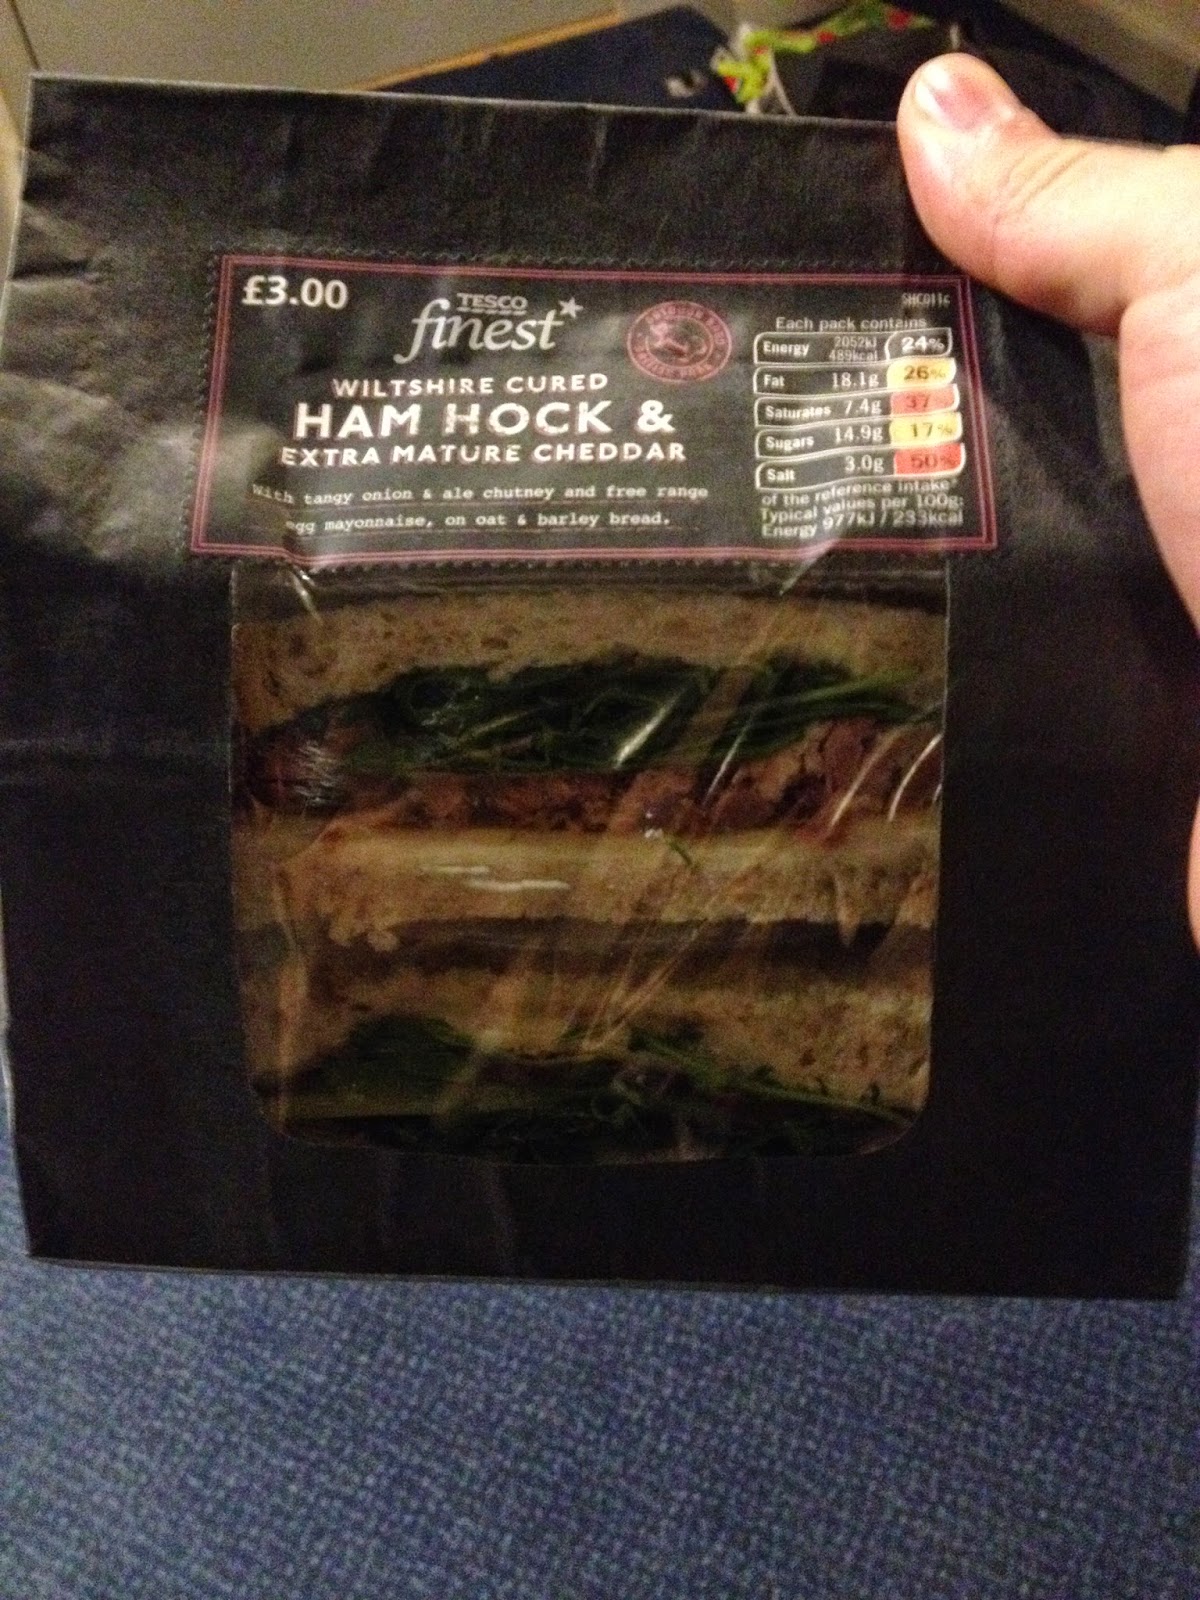 £3.00
TESCO
finest*
WILTSHIRE CURED
HAM HOCK &
EXTRA MATURE CHEDDAR
With tangy onion & ale chutney and free range
egg mayonnaise, on oat & barley bread.
Each pack contains
Energy 2052kJ 489kcal 24%
Fat 18.1g 26%
Saturates 7.4g 37
Sugars 14.9g 17%
Salt 3.0g 50%
of the reference intake*
Typical values per 100g:
Energy 977kJ / 233kcal